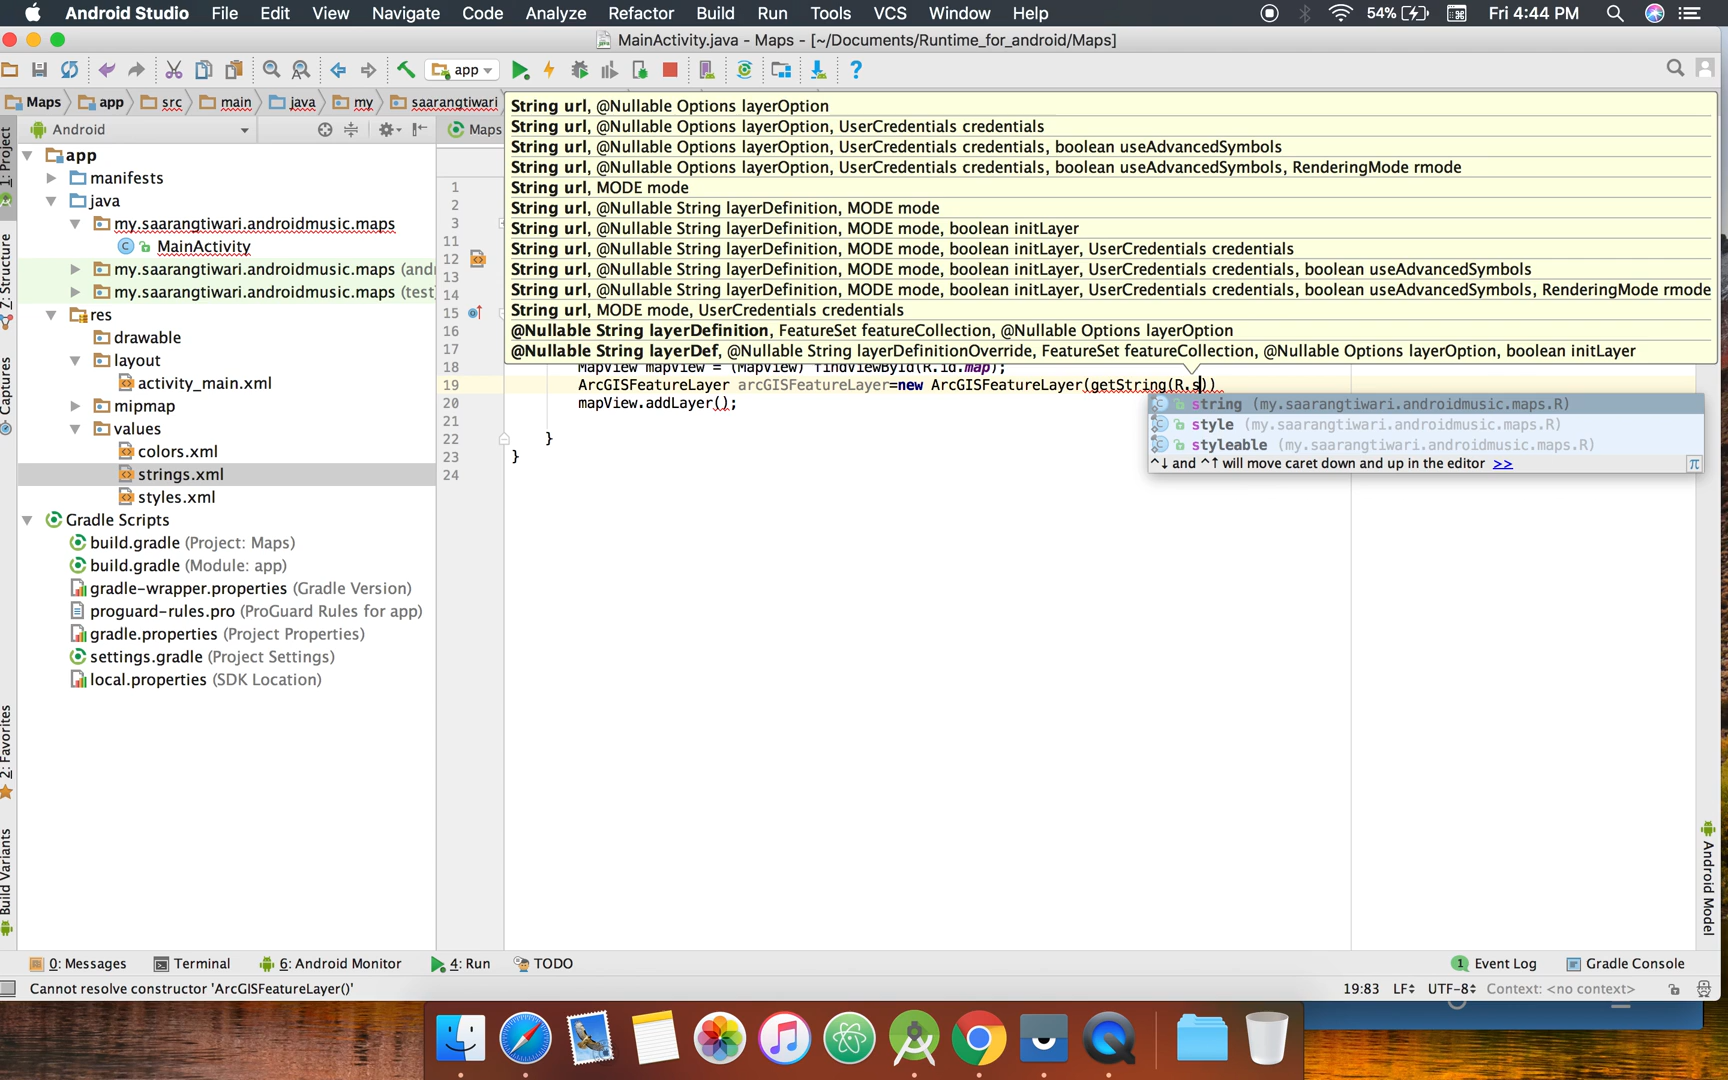 Android Studio File Edit View Navigate Code Analyze Refactor Build Run Tools VCS Window Help 54% Fri 4:44 PM
MainActivity.java - Maps - [~/Documents/Runtime_for_android/Maps]
app
Maps app src main java my saarangtiwari
Android
Maps
1: Project
Z: Structure
Captures
2: Favorites
Build Variants
app
manifests
java
my.saarangtiwari.androidmusic.maps
MainActivity
my.saarangtiwari.androidmusic.maps (and
my.saarangtiwari.androidmusic.maps (test
res
drawable
layout
activity_main.xml
mipmap
values
colors.xml
strings.xml
styles.xml
Gradle Scripts
build.gradle (Project: Maps)
build.gradle (Module: app)
gradle-wrapper.properties (Gradle Version)
proguard-rules.pro (ProGuard Rules for app)
gradle.properties (Project Properties)
settings.gradle (Project Settings)
local.properties (SDK Location)
String url, @Nullable Options layerOption
String url, @Nullable Options layerOption, UserCredentials credentials
String url, @Nullable Options layerOption, UserCredentials credentials, boolean useAdvancedSymbols
String url, @Nullable Options layerOption, UserCredentials credentials, boolean useAdvancedSymbols, RenderingMode rmode
String url, MODE mode
String url, @Nullable String layerDefinition, MODE mode
String url, @Nullable String layerDefinition, MODE mode, boolean initLayer
String url, @Nullable String layerDefinition, MODE mode, boolean initLayer, UserCredentials credentials
String url, @Nullable String layerDefinition, MODE mode, boolean initLayer, UserCredentials credentials, boolean useAdvancedSymbols
String url, @Nullable String layerDefinition, MODE mode, boolean initLayer, UserCredentials credentials, boolean useAdvancedSymbols, RenderingMode rmode
String url, MODE mode, UserCredentials credentials
@Nullable String layerDefinition, FeatureSet featureCollection, @Nullable Options layerOption
@Nullable String layerDef, @Nullable String layerDefinitionOverride, FeatureSet featureCollection, @Nullable Options layerOption, boolean initLayer
1
2
3
11
12
13
14
15
16
17
18 MapView mapView = (MapView) findViewById(R.id.map);
19 ArcGISFeatureLayer arcGISFeatureLayer=new ArcGISFeatureLayer(getString(R.s))
20 mapView.addLayer();
21
22 }
23 }
24
string (my.saarangtiwari.androidmusic.maps.R)
style (my.saarangtiwari.androidmusic.maps.R)
styleable (my.saarangtiwari.androidmusic.maps.R)
^↓ and ^↑ will move caret down and up in the editor >> π
Android Model
0: Messages Terminal 6: Android Monitor 4: Run TODO 1 Event Log Gradle Console
Cannot resolve constructor 'ArcGISFeatureLayer()' 19:83 LF UTF-8 Context: <no context>